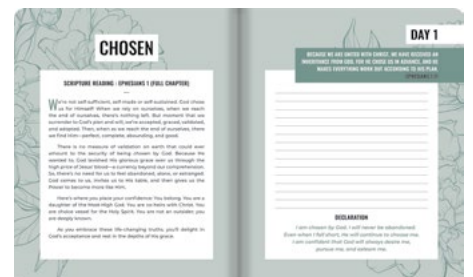 CHOSEN
SCRIPTURE READING - EPHESIANS 1 (FULL CHAPTER)
We're not self-sufficient, self-made or self-sustained. God chose
us for Himself! When we rely on ourselves, when we reach
the end of ourselves, there's nothing left. But moment that we
surrender to God's plan and will, we're accepted, graced, validated,
and adopted. Then, when as we reach the end of ourselves, there
we find Him—perfect, complete, abounding, and good.
There is no measure of validation on earth that could ever
amount to the security of being chosen by God. Because He
wanted to, God lavished His glorious grace over us through the
high price of Jesus' blood—a currency beyond our comprehension.
So, there's no need for us to feel abandoned, alone, or estranged.
God comes to us, invites us to His table, and then gives us the
Power to become more like Him.
Here's where you place your confidence: You belong. You are a
daughter of the Most-High God. You are co-heirs with Christ. You
are choice vessel for the Holy Spirit. You are not an outsider; you
are deeply known.
As you embrace these life-changing truths, you'll delight in
God's acceptance and rest in the depths of His grace.
DAY 1
BECAUSE WE ARE UNITED WITH CHRIST, WE HAVE RECEIVED AN
INHERITANCE FROM GOD, FOR HE CHOSE US IN ADVANCE, AND HE
MAKES EVERYTHING WORK OUT ACCORDING TO HIS PLAN.
EPHESIANS 1:11
DECLARATION
I am chosen by God. I will never be abandoned.
Even when I fall short, He will continue to choose me.
I am confident that God will always desire me,
pursue me, and esteem me.